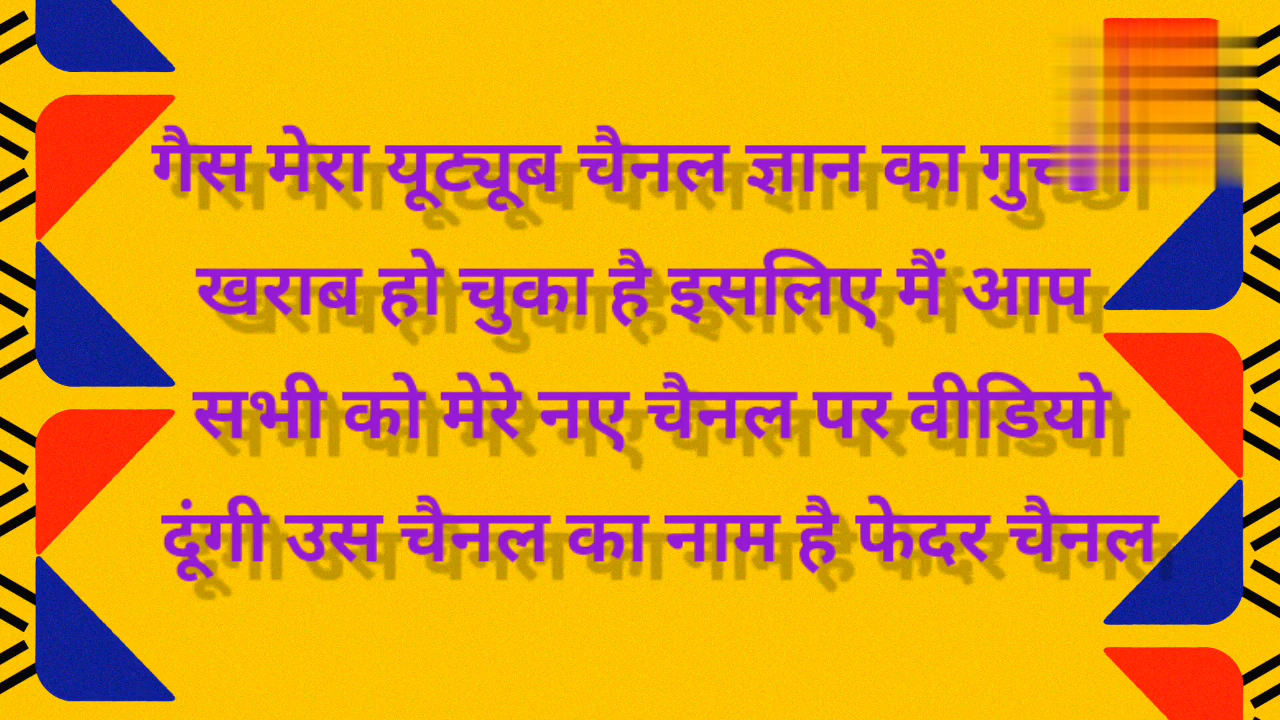 गैस मेरा यूट्यूब चैनल ज्ञान का गुच्छा
खराब हो चुका है इसलिए मैं आप
सभी को मेरे नए चैनल पर वीडियो
दूंगी उस चैनल का नाम है फेदर चैनल